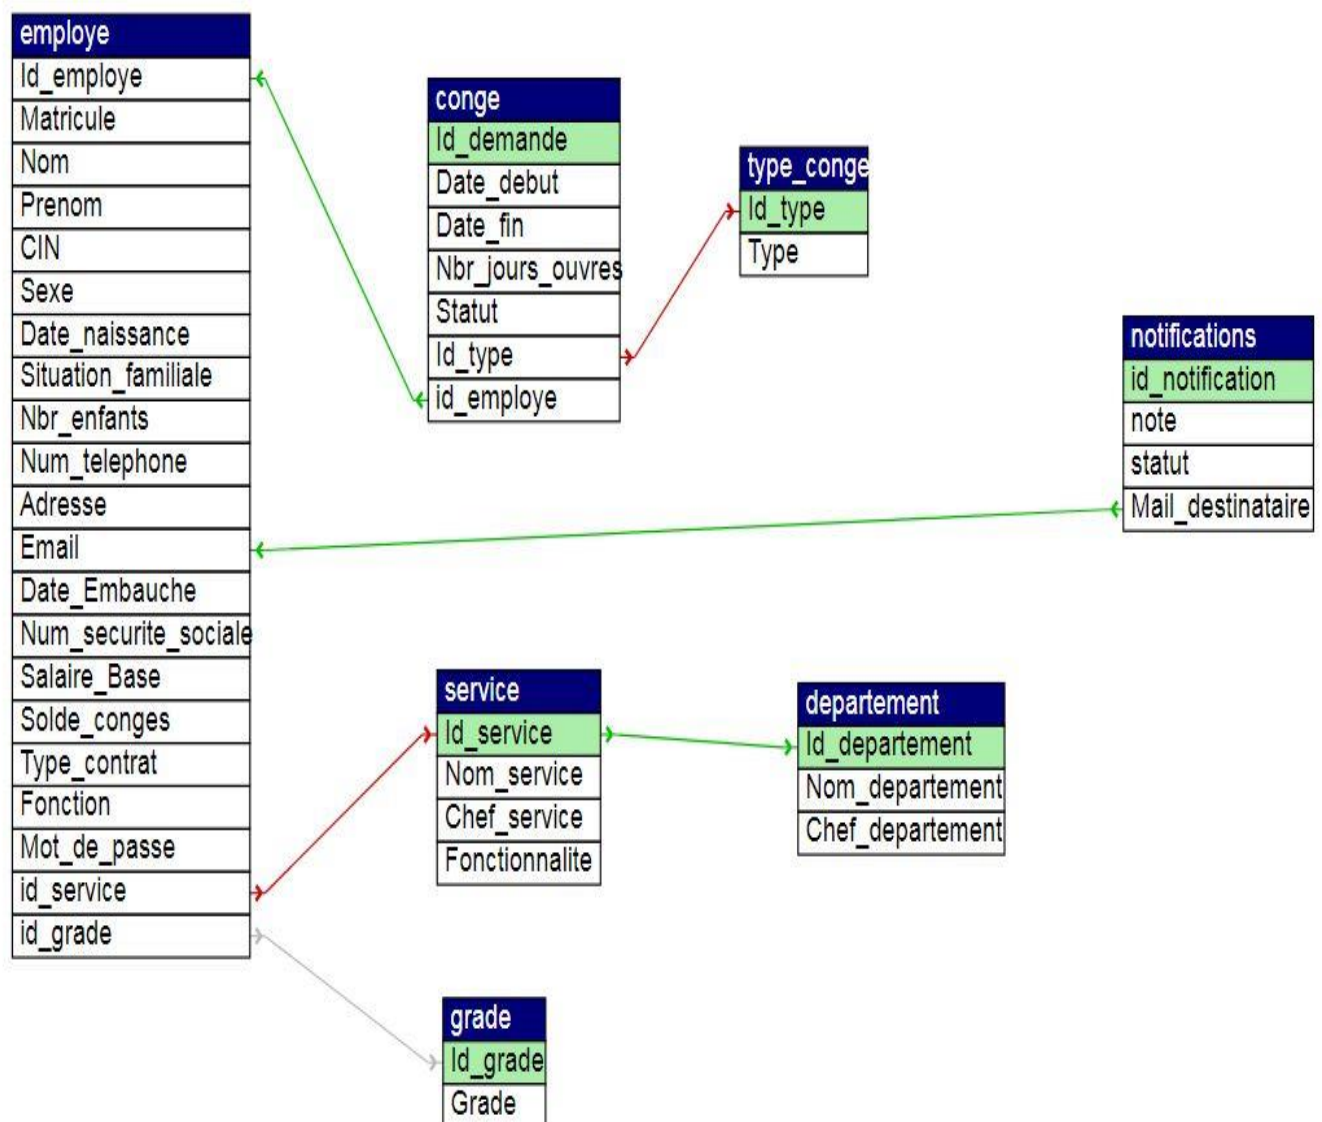 employe
Id_employe
Matricule
Nom
Prenom
CIN
Sexe
Date_naissance
Situation_familiale
Nbr_enfants
Num_telephone
Adresse
Email
Date_Embauche
Num_securite_sociale
Salaire_Base
Solde_conges
Type_contrat
Fonction
Mot_de_passe
id_service
id_grade
conge
Id_demande
Date_debut
Date_fin
Nbr_jours_ouvres
Statut
Id_type
id_employe
type_conge
Id_type
Type
notifications
id_notification
note
statut
Mail_destinataire
service
Id_service
Nom_service
Chef_service
Fonctionnalite
departement
Id_departement
Nom_departement
Chef_departement
grade
Id_grade
Grade